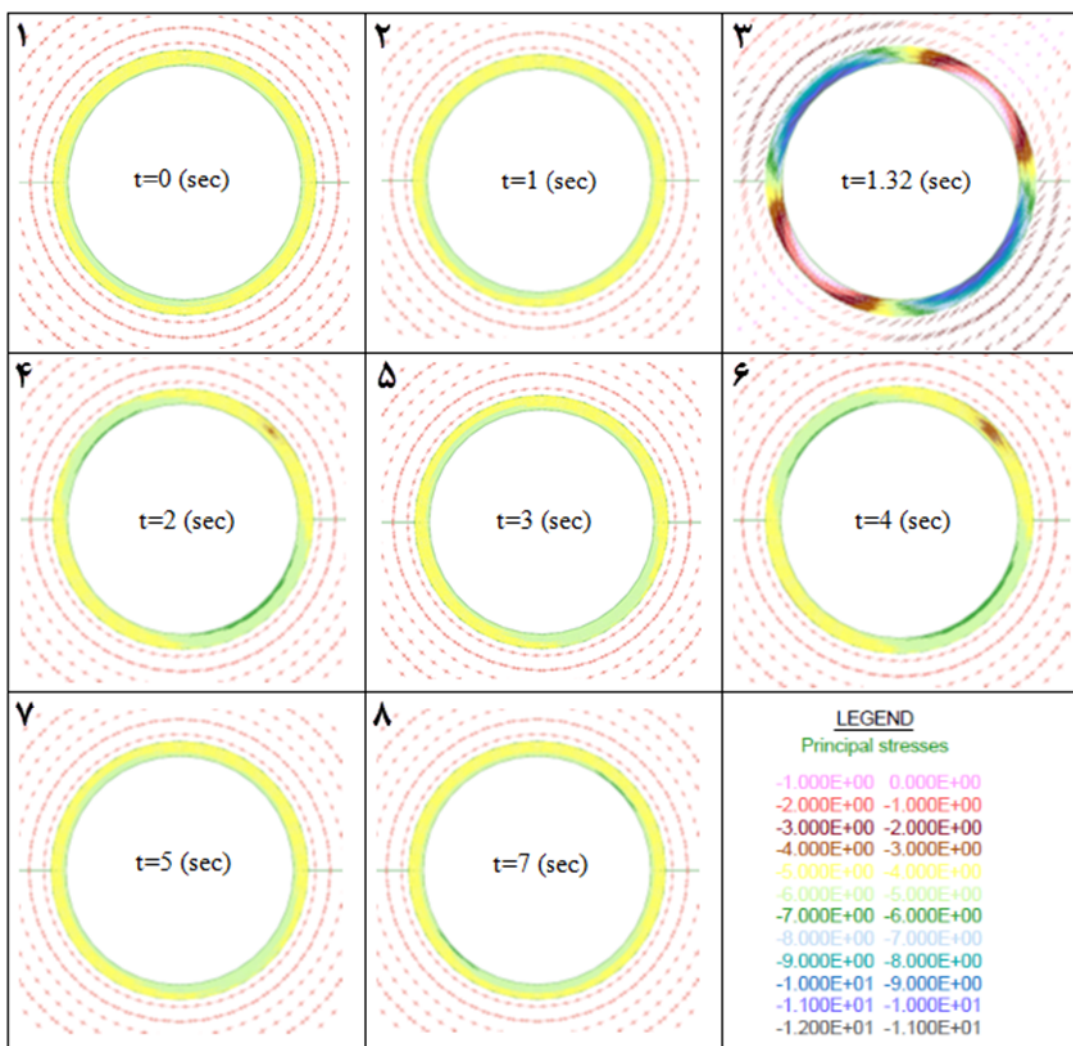 ۱
t=0 (sec)
۲
t=1 (sec)
۳
t=1.32 (sec)
۴
t=2 (sec)
۵
t=3 (sec)
۶
t=4 (sec)
۷
t=5 (sec)
۸
t=7 (sec)
LEGEND
Principal stresses
-1.000E+00 0.000E+00
-2.000E+00 -1.000E+00
-3.000E+00 -2.000E+00
-4.000E+00 -3.000E+00
-5.000E+00 -4.000E+00
-6.000E+00 -5.000E+00
-7.000E+00 -6.000E+00
-8.000E+00 -7.000E+00
-9.000E+00 -8.000E+00
-1.000E+01 -9.000E+00
-1.100E+01 -1.000E+01
-1.200E+01 -1.100E+01